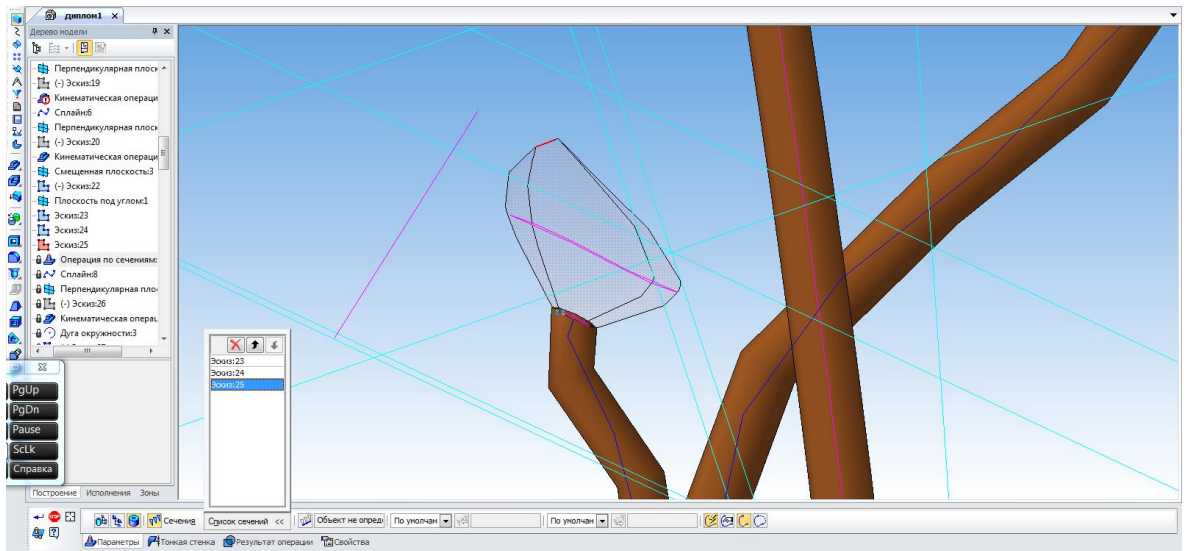 диплом1
Дерево модели
Перпендикулярная плоск
(-) Эскиз:19
Кинематическая операци
Сплайн:6
Перпендикулярная плоск
(-) Эскиз:20
Кинематическая операци
Смещенная плоскость:3
(-) Эскиз:22
Плоскость под углом:1
Эскиз:23
Эскиз:24
Эскиз:25
Операция по сечениям:
Сплайн:8
Перпендикулярная пло
(-) Эскиз:26
Кинематическая операц
Дуга окружности:3
PgUp
PgDn
Pause
ScLk
Справка
Эскиз:23
Эскиз:24
Эскиз:25
Построение Исполнения Зоны
Сечения Список сечений << Объект не опреде По умолчан По умолчан
Параметры Тонкая стенка Результат операции Свойства